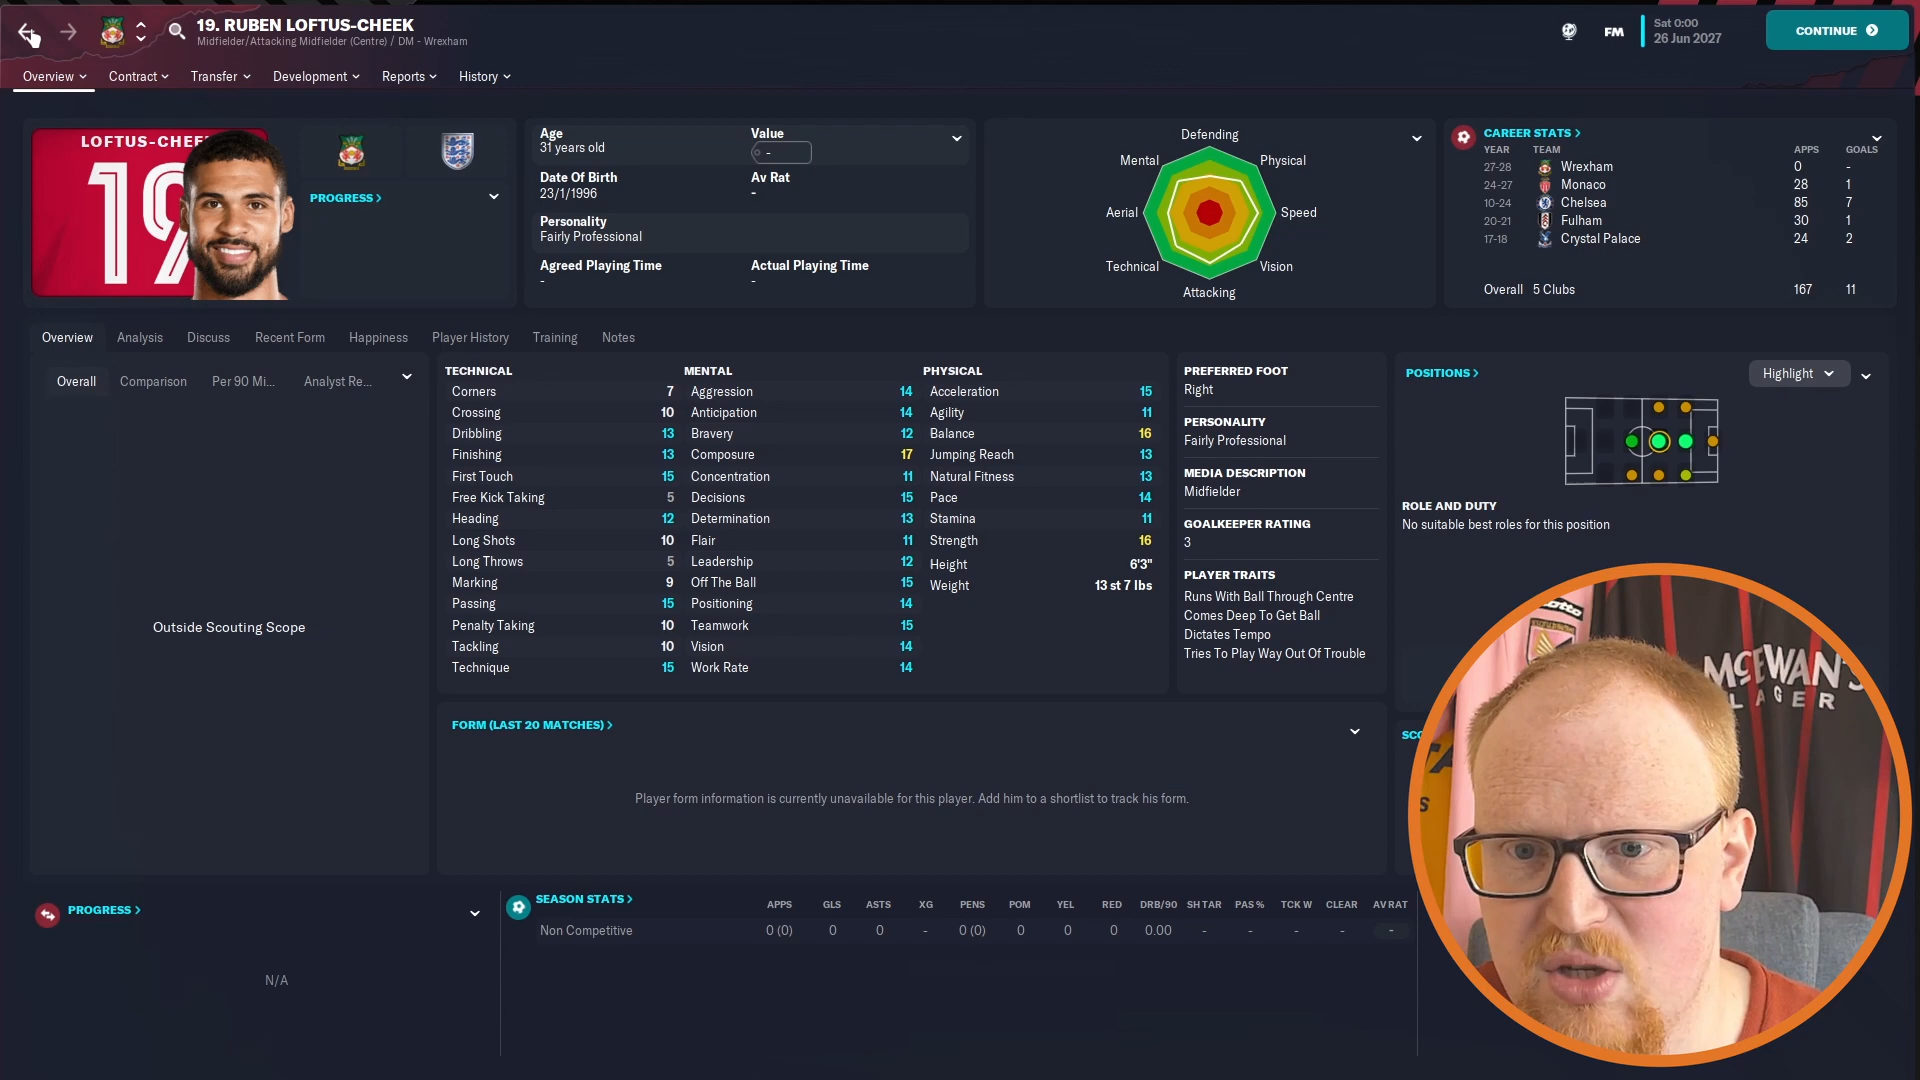 19. RUBEN LOFTUS-CHEEK
Midfielder/Attacking Midfielder (Centre) / DM - Wrexham
FM
Sat 0:00
26 Jun 2027
CONTINUE
Overview
Contract
Transfer
Development
Reports
History
LOFTUS-CHEE
19
PROGRESS >
Age
31 years old
Value
-
Date Of Birth
23/1/1996
Av Rat
-
Personality
Fairly Professional
Agreed Playing Time
-
Actual Playing Time
-
Defending
Mental
Physical
Aerial
Speed
Technical
Vision
Attacking
CAREER STATS >
YEAR TEAM APPS GOALS
27-28 Wrexham 0 -
24-27 Monaco 28 1
10-24 Chelsea 85 7
20-21 Fulham 30 1
17-18 Crystal Palace 24 2
Overall 5 Clubs 167 11
Overview Analysis Discuss Recent Form Happiness Player History Training Notes
Overall Comparison Per 90 Mi... Analyst Re...
Outside Scouting Scope
TECHNICAL
Corners 7
Crossing 10
Dribbling 13
Finishing 13
First Touch 15
Free Kick Taking 5
Heading 12
Long Shots 10
Long Throws 5
Marking 9
Passing 15
Penalty Taking 10
Tackling 10
Technique 15
MENTAL
Aggression 14
Anticipation 14
Bravery 12
Composure 17
Concentration 11
Decisions 15
Determination 13
Flair 11
Leadership 12
Off The Ball 15
Positioning 14
Teamwork 15
Vision 14
Work Rate 14
PHYSICAL
Acceleration 15
Agility 11
Balance 16
Jumping Reach 13
Natural Fitness 13
Pace 14
Stamina 11
Strength 16
Height 6'3"
Weight 13 st 7 lbs
PREFERRED FOOT
Right
PERSONALITY
Fairly Professional
MEDIA DESCRIPTION
Midfielder
GOALKEEPER RATING
3
PLAYER TRAITS
Runs With Ball Through Centre
Comes Deep To Get Ball
Dictates Tempo
Tries To Play Way Out Of Trouble
POSITIONS >
Highlight
ROLE AND DUTY
No suitable best roles for this position
FORM (LAST 20 MATCHES) >
Player form information is currently unavailable for this player. Add him to a shortlist to track his form.
SCO
McEWAN'S
LAGER
PROGRESS >
N/A
SEASON STATS > APPS GLS ASTS XG PENS POM YEL RED DRB/90 SH TAR PAS % TCK W CLEAR AV RAT
Non Competitive 0 (0) 0 0 - 0 (0) 0 0 0 0.00 - - - - -